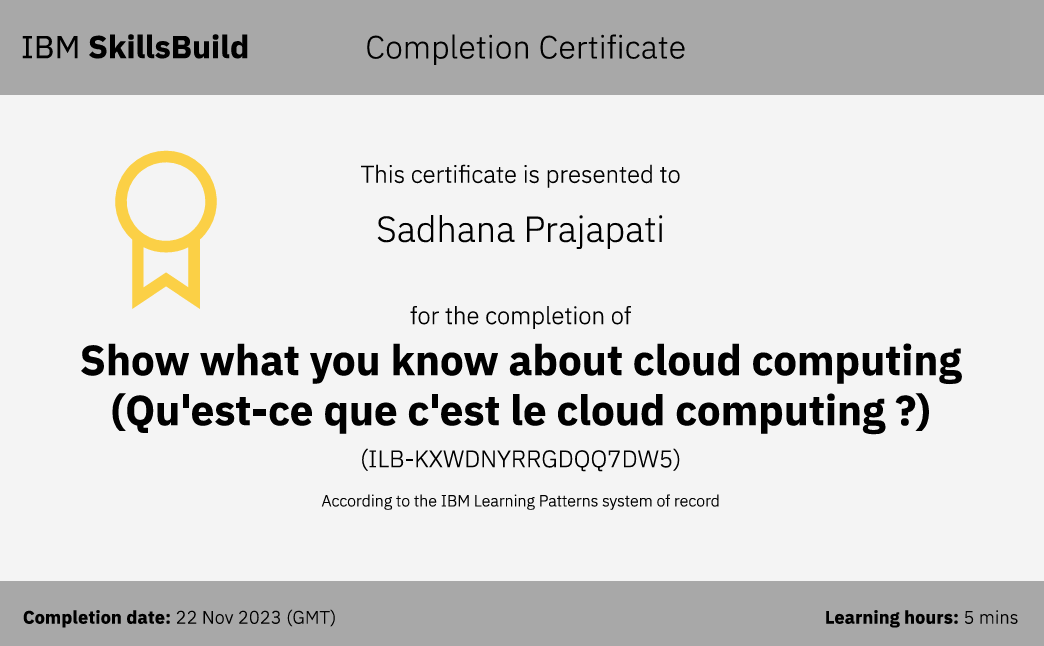 IBM SkillsBuild
Completion Certificate
This certificate is presented to
Sadhana Prajapati
for the completion of
Show what you know about cloud computing
(Qu'est-ce que c'est le cloud computing ?)
(ILB-KXWDNYRRGDQQ7DW5)
According to the IBM Learning Patterns system of record
Completion date: 22 Nov 2023 (GMT)
Learning hours: 5 mins